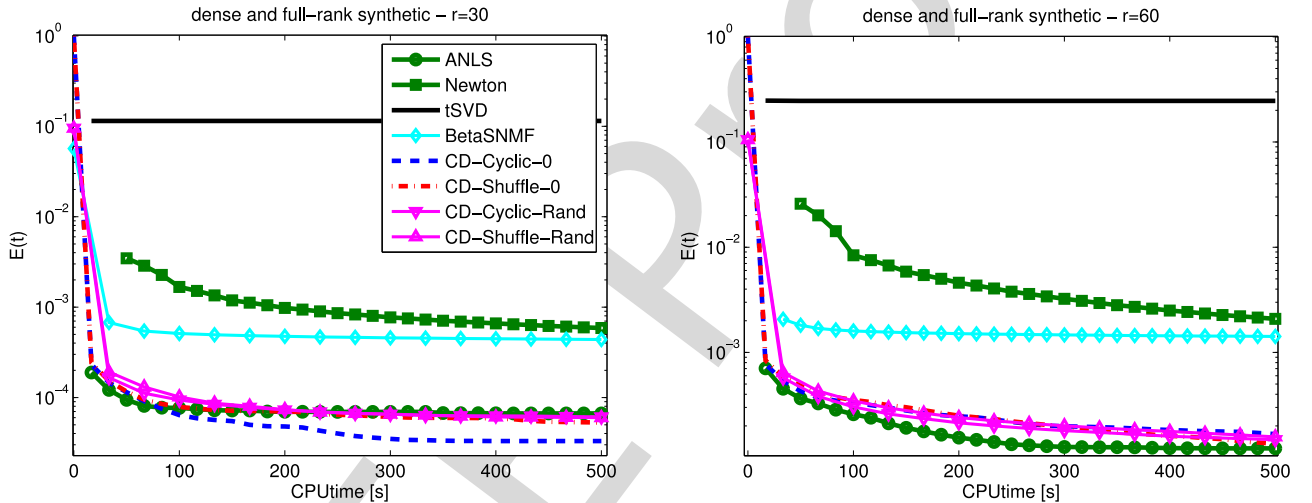 dense and full−rank synthetic − r=30
10^0
10^−1
10^−2
10^−3
10^−4
E(t)
0
100
200
300
400
500
CPUtime [s]
ANLS
Newton
tSVD
BetaSNMF
CD−Cyclic−0
CD−Shuffle−0
CD−Cyclic−Rand
CD−Shuffle−Rand
dense and full−rank synthetic − r=60
10^0
10^−1
10^−2
10^−3
E(t)
0
100
200
300
400
500
CPUtime [s]